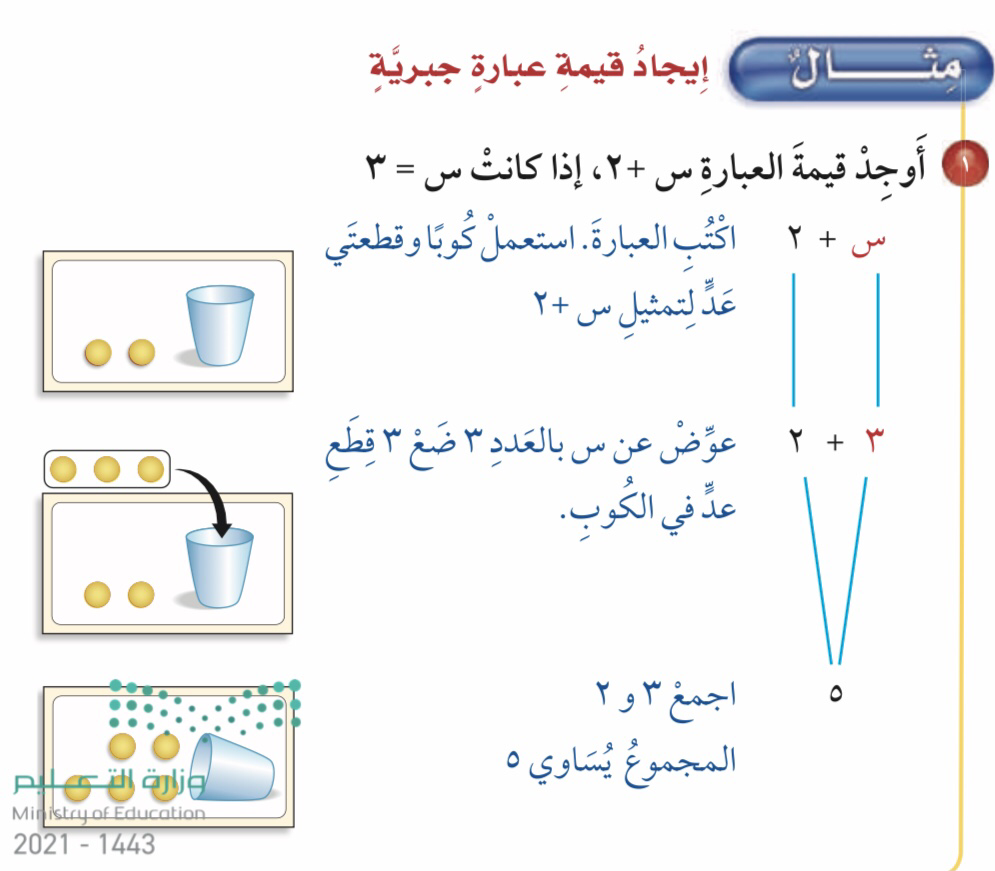 مِثـــالٌ
إِيجادُ قيمةِ عبارةٍ جبريَّةٍ
١
أَوجِدْ قيمةَ العبارةِ س +٢، إذا كانتْ س = ٣
س + ٢
اكْتُبِ العبارةَ. استعملْ كُوبًا وقطعتَي
عَدٍّ لِتمثيلِ س +٢
٣ + ٢
عوِّضْ عن س بالعَددِ ٣ ضَعْ ٣ قِطَعِ
عدٍّ في الكُوبِ.
٥
اجمعْ ٣ و ٢
المجموعُ يُسَاوي ٥
وزارة التعليم
Ministry of Education
2021 - 1443